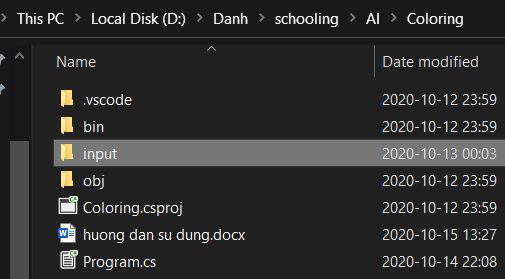 This PC > Local Disk (D:) > Danh > schooling > AI > Coloring
Name Date modified
.vscode 2020-10-12 23:59
bin 2020-10-12 23:59
input 2020-10-13 00:03
obj 2020-10-12 23:59
Coloring.csproj 2020-10-12 23:59
huong dan su dung.docx 2020-10-15 13:27
Program.cs 2020-10-14 22:08